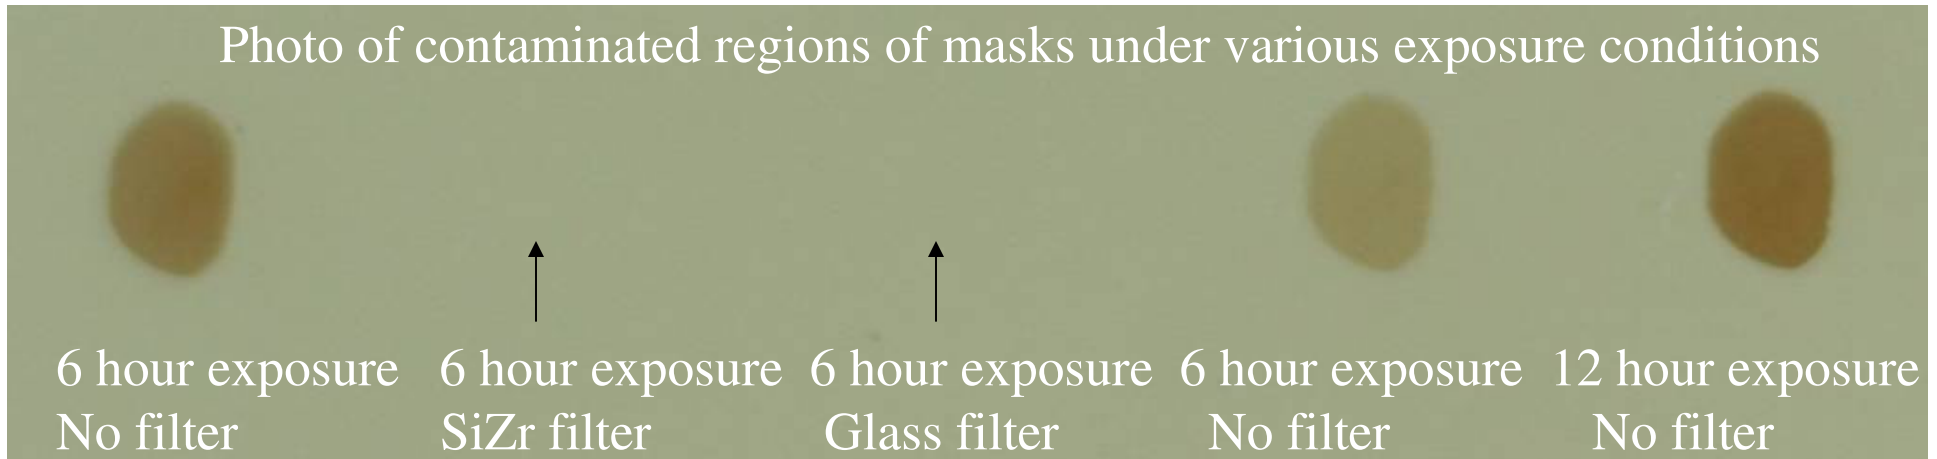 Photo of contaminated regions of masks under various exposure conditions
6 hour exposure
No filter
6 hour exposure
SiZr filter
6 hour exposure
Glass filter
6 hour exposure
No filter
12 hour exposure
No filter